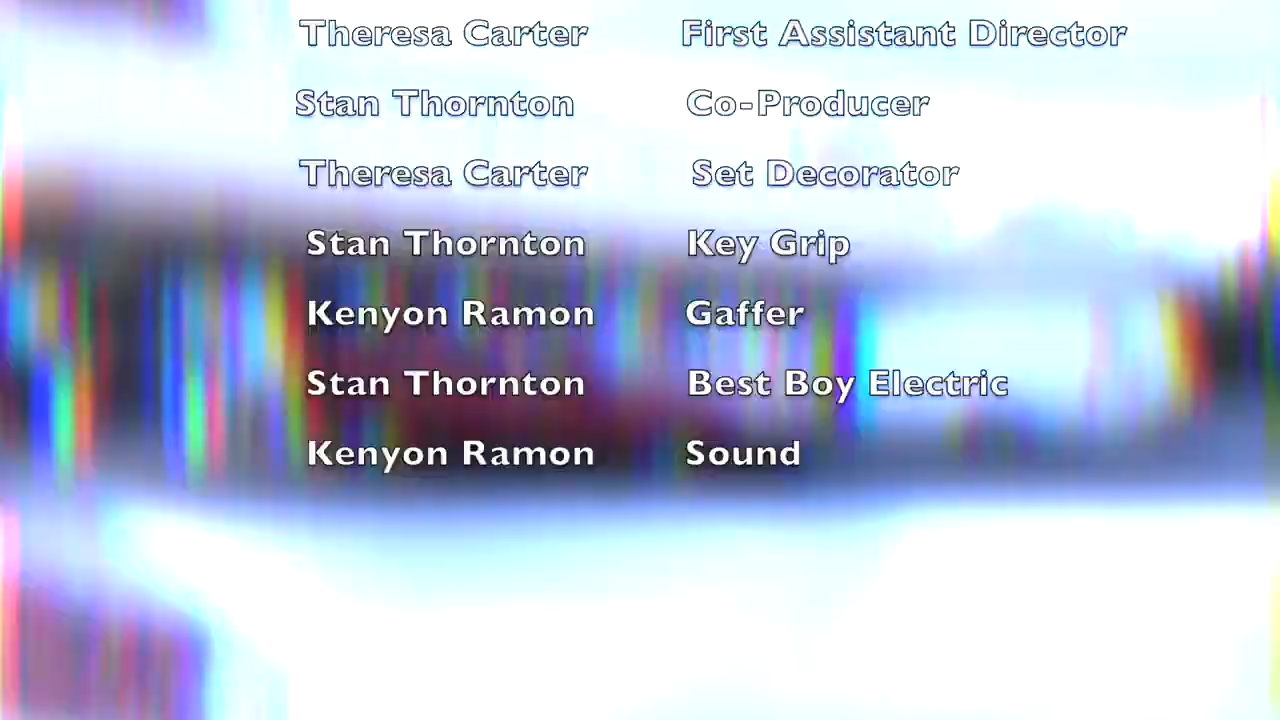 Theresa Carter First Assistant Director
Stan Thornton Co-Producer
Theresa Carter Set Decorator
Stan Thornton Key Grip
Kenyon Ramon Gaffer
Stan Thornton Best Boy Electric
Kenyon Ramon Sound